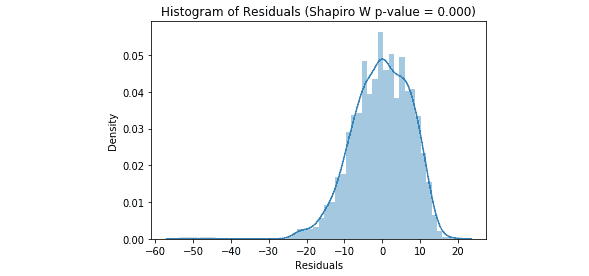 Histogram of Residuals (Shapiro W p-value = 0.000)
0.05
0.04
0.03
0.02
0.01
0.00
Density
−60 −50 −40 −30 −20 −10 0 10 20
Residuals